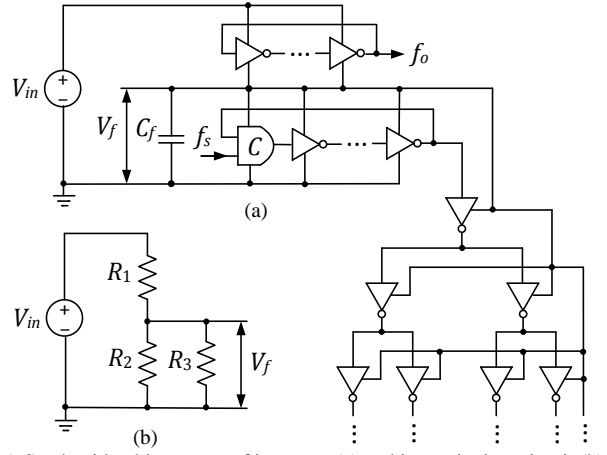 f_o
V_in
V_f C_f f_s C
(a)
R_1
V_in
R_2 R_3 V_f
(b)